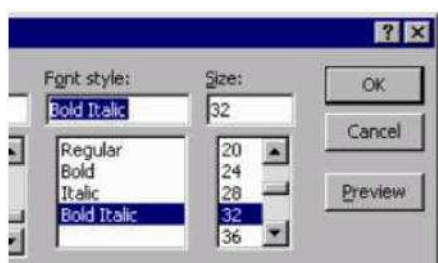 Font style:
Size:
OK
Bold Italic
32
Cancel
Regular
Bold
Italic
Bold Italic
20
24
28
32
36
Preview